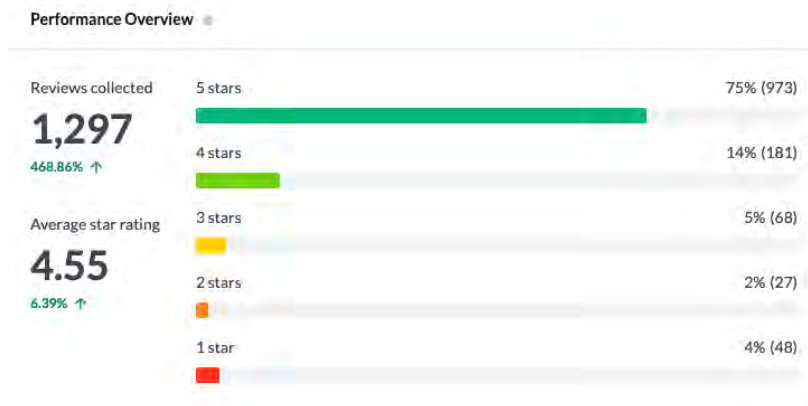 Performance Overview
Reviews collected
1,297
468.86% ↑
Average star rating
4.55
6.39% ↑
5 stars 75% (973)
4 stars 14% (181)
3 stars 5% (68)
2 stars 2% (27)
1 star 4% (48)